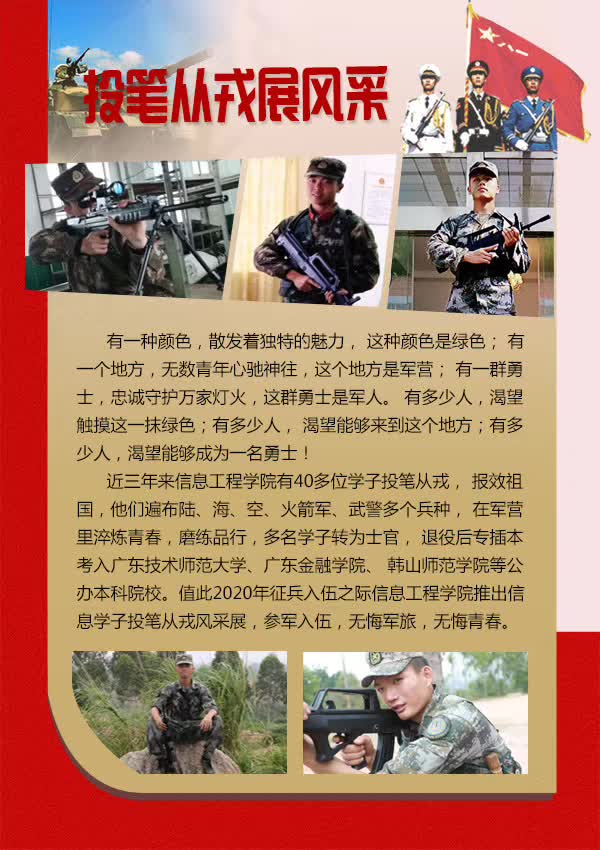 投笔从戎展风采
八一
有一种颜色，散发着独特的魅力， 这种颜色是绿色； 有
一个地方，无数青年心驰神往，这个地方是军营； 有一群勇
士，忠诚守护万家灯火，这群勇士是军人。 有多少人，渴望
触摸这一抹绿色；有多少人， 渴望能够来到这个地方；有多
少人，渴望能够成为一名勇士！
近三年来信息工程学院有40多位学子投笔从戎， 报效祖
国，他们遍布陆、海、空、火箭军、武警多个兵种， 在军营
里淬炼青春，磨练品行，多名学子转为士官， 退役后专插本
考入广东技术师范大学、广东金融学院、 韩山师范学院等公
办本科院校。值此2020年征兵入伍之际信息工程学院推出信
息学子投笔从戎风采展，参军入伍，无悔军旅，无悔青春。